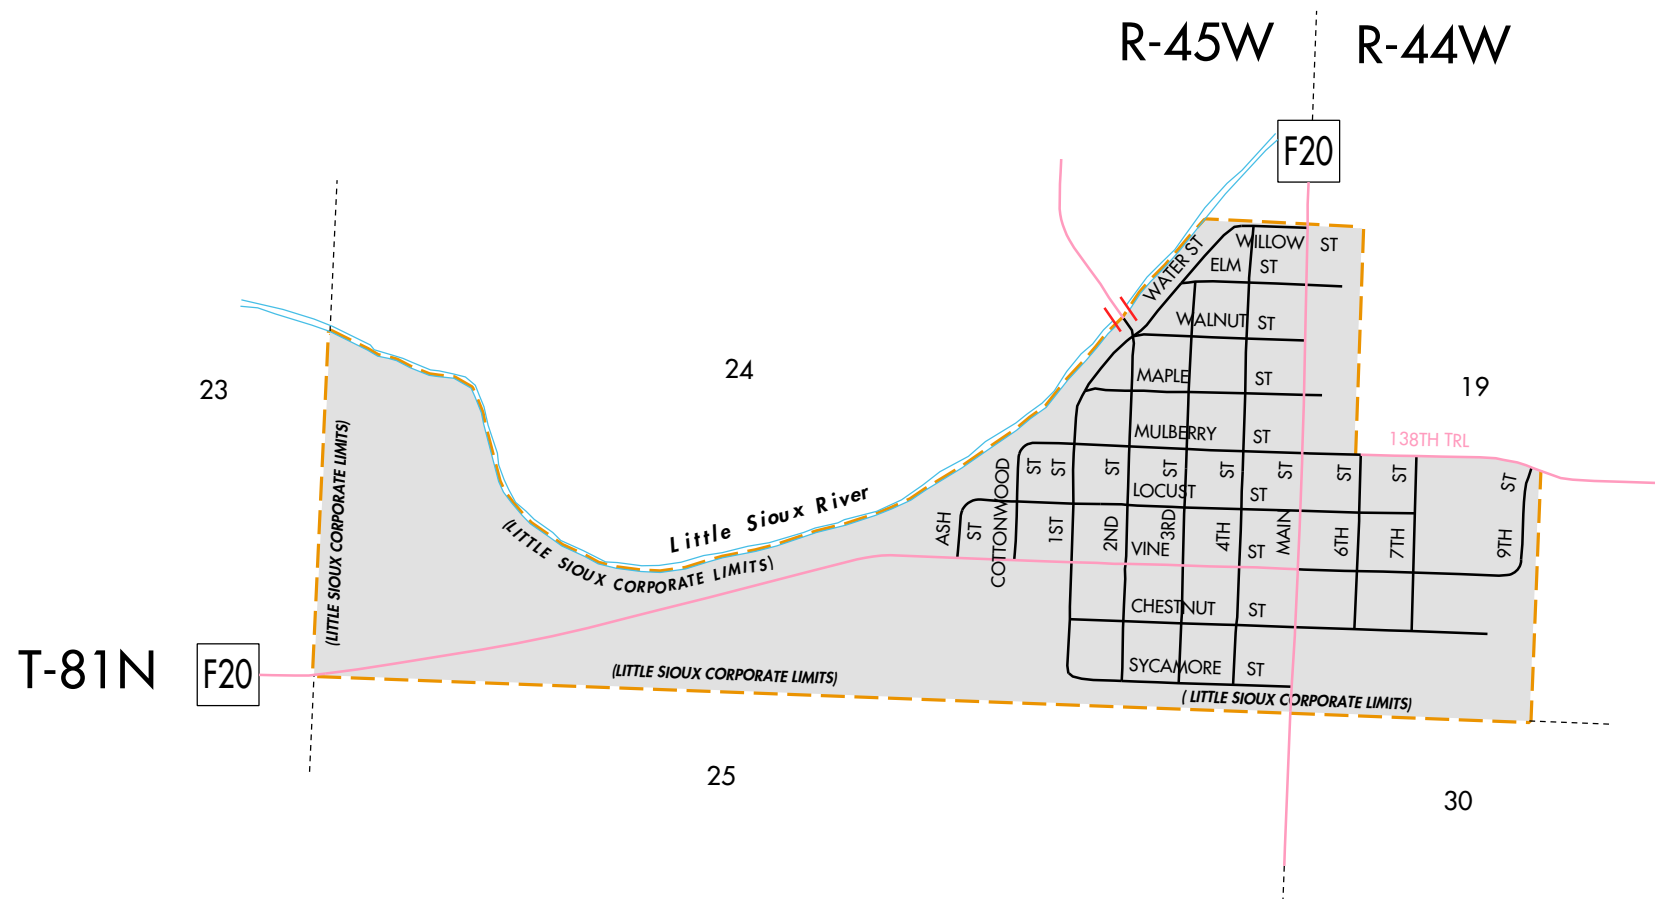 R-45W R-44W
F20
WATER ST
WILLOW ST
ELM ST
WALNUT ST
24
23
MAPLE ST
19
MULBERRY ST
138TH TRL
(LITTLE SIOUX CORPORATE LIMITS)
Little Sioux River
(LITTLE SIOUX CORPORATE LIMITS)
LOCUST ST
ASH ST
COTTONWOOD ST
1ST ST
2ND ST
3RD ST
4TH ST
MAIN ST
6TH ST
7TH ST
9TH ST
VINE ST
CHESTNUT ST
SYCAMORE ST
T-81N
F20
(LITTLE SIOUX CORPORATE LIMITS)
( LITTLE SIOUX CORPORATE LIMITS)
25
30